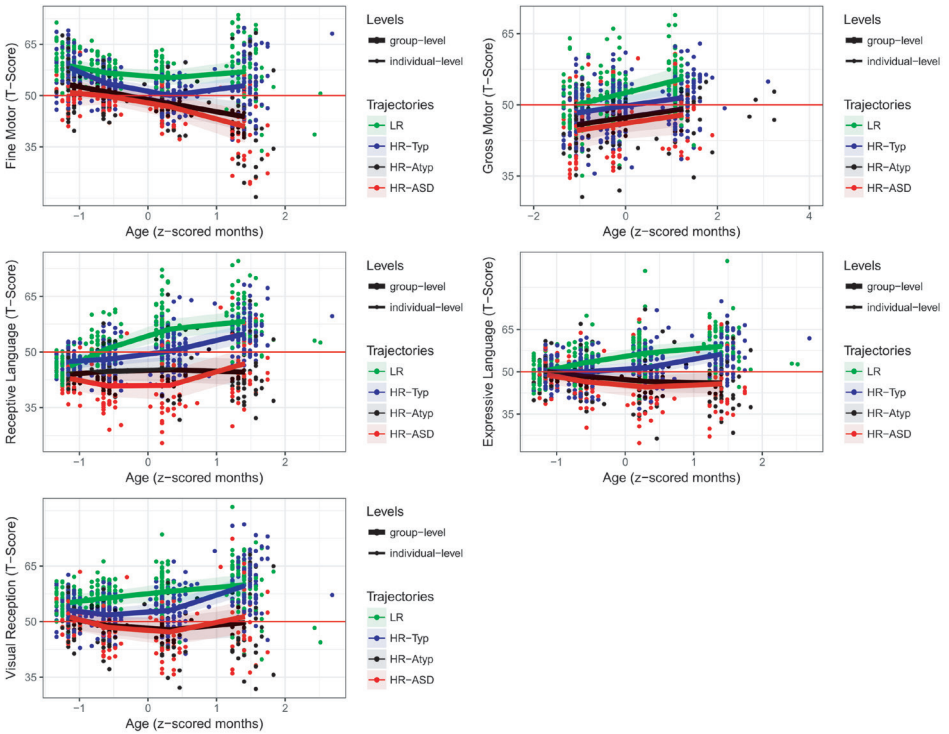 Fine Motor (T-Score)
65
50
35
-1
0
1
2
Age (z-scored months)
Levels
group-level
individual-level
Trajectories
LR
HR-Typ
HR-Atyp
HR-ASD
Gross Motor (T-Score)
65
50
35
-2
0
2
4
Age (z-scored months)
Levels
group-level
individual-level
Trajectories
LR
HR-Typ
HR-Atyp
HR-ASD
Receptive Language (T-Score)
65
50
35
-1
0
1
2
Age (z-scored months)
Levels
group-level
individual-level
Trajectories
LR
HR-Typ
HR-Atyp
HR-ASD
Expressive Language (T-Score)
65
50
35
-1
0
1
2
Age (z-scored months)
Levels
group-level
individual-level
Trajectories
LR
HR-Typ
HR-Atyp
HR-ASD
Visual Reception (T-Score)
65
50
35
-1
0
1
2
Age (z-scored months)
Levels
group-level
individual-level
Trajectories
LR
HR-Typ
HR-Atyp
HR-ASD